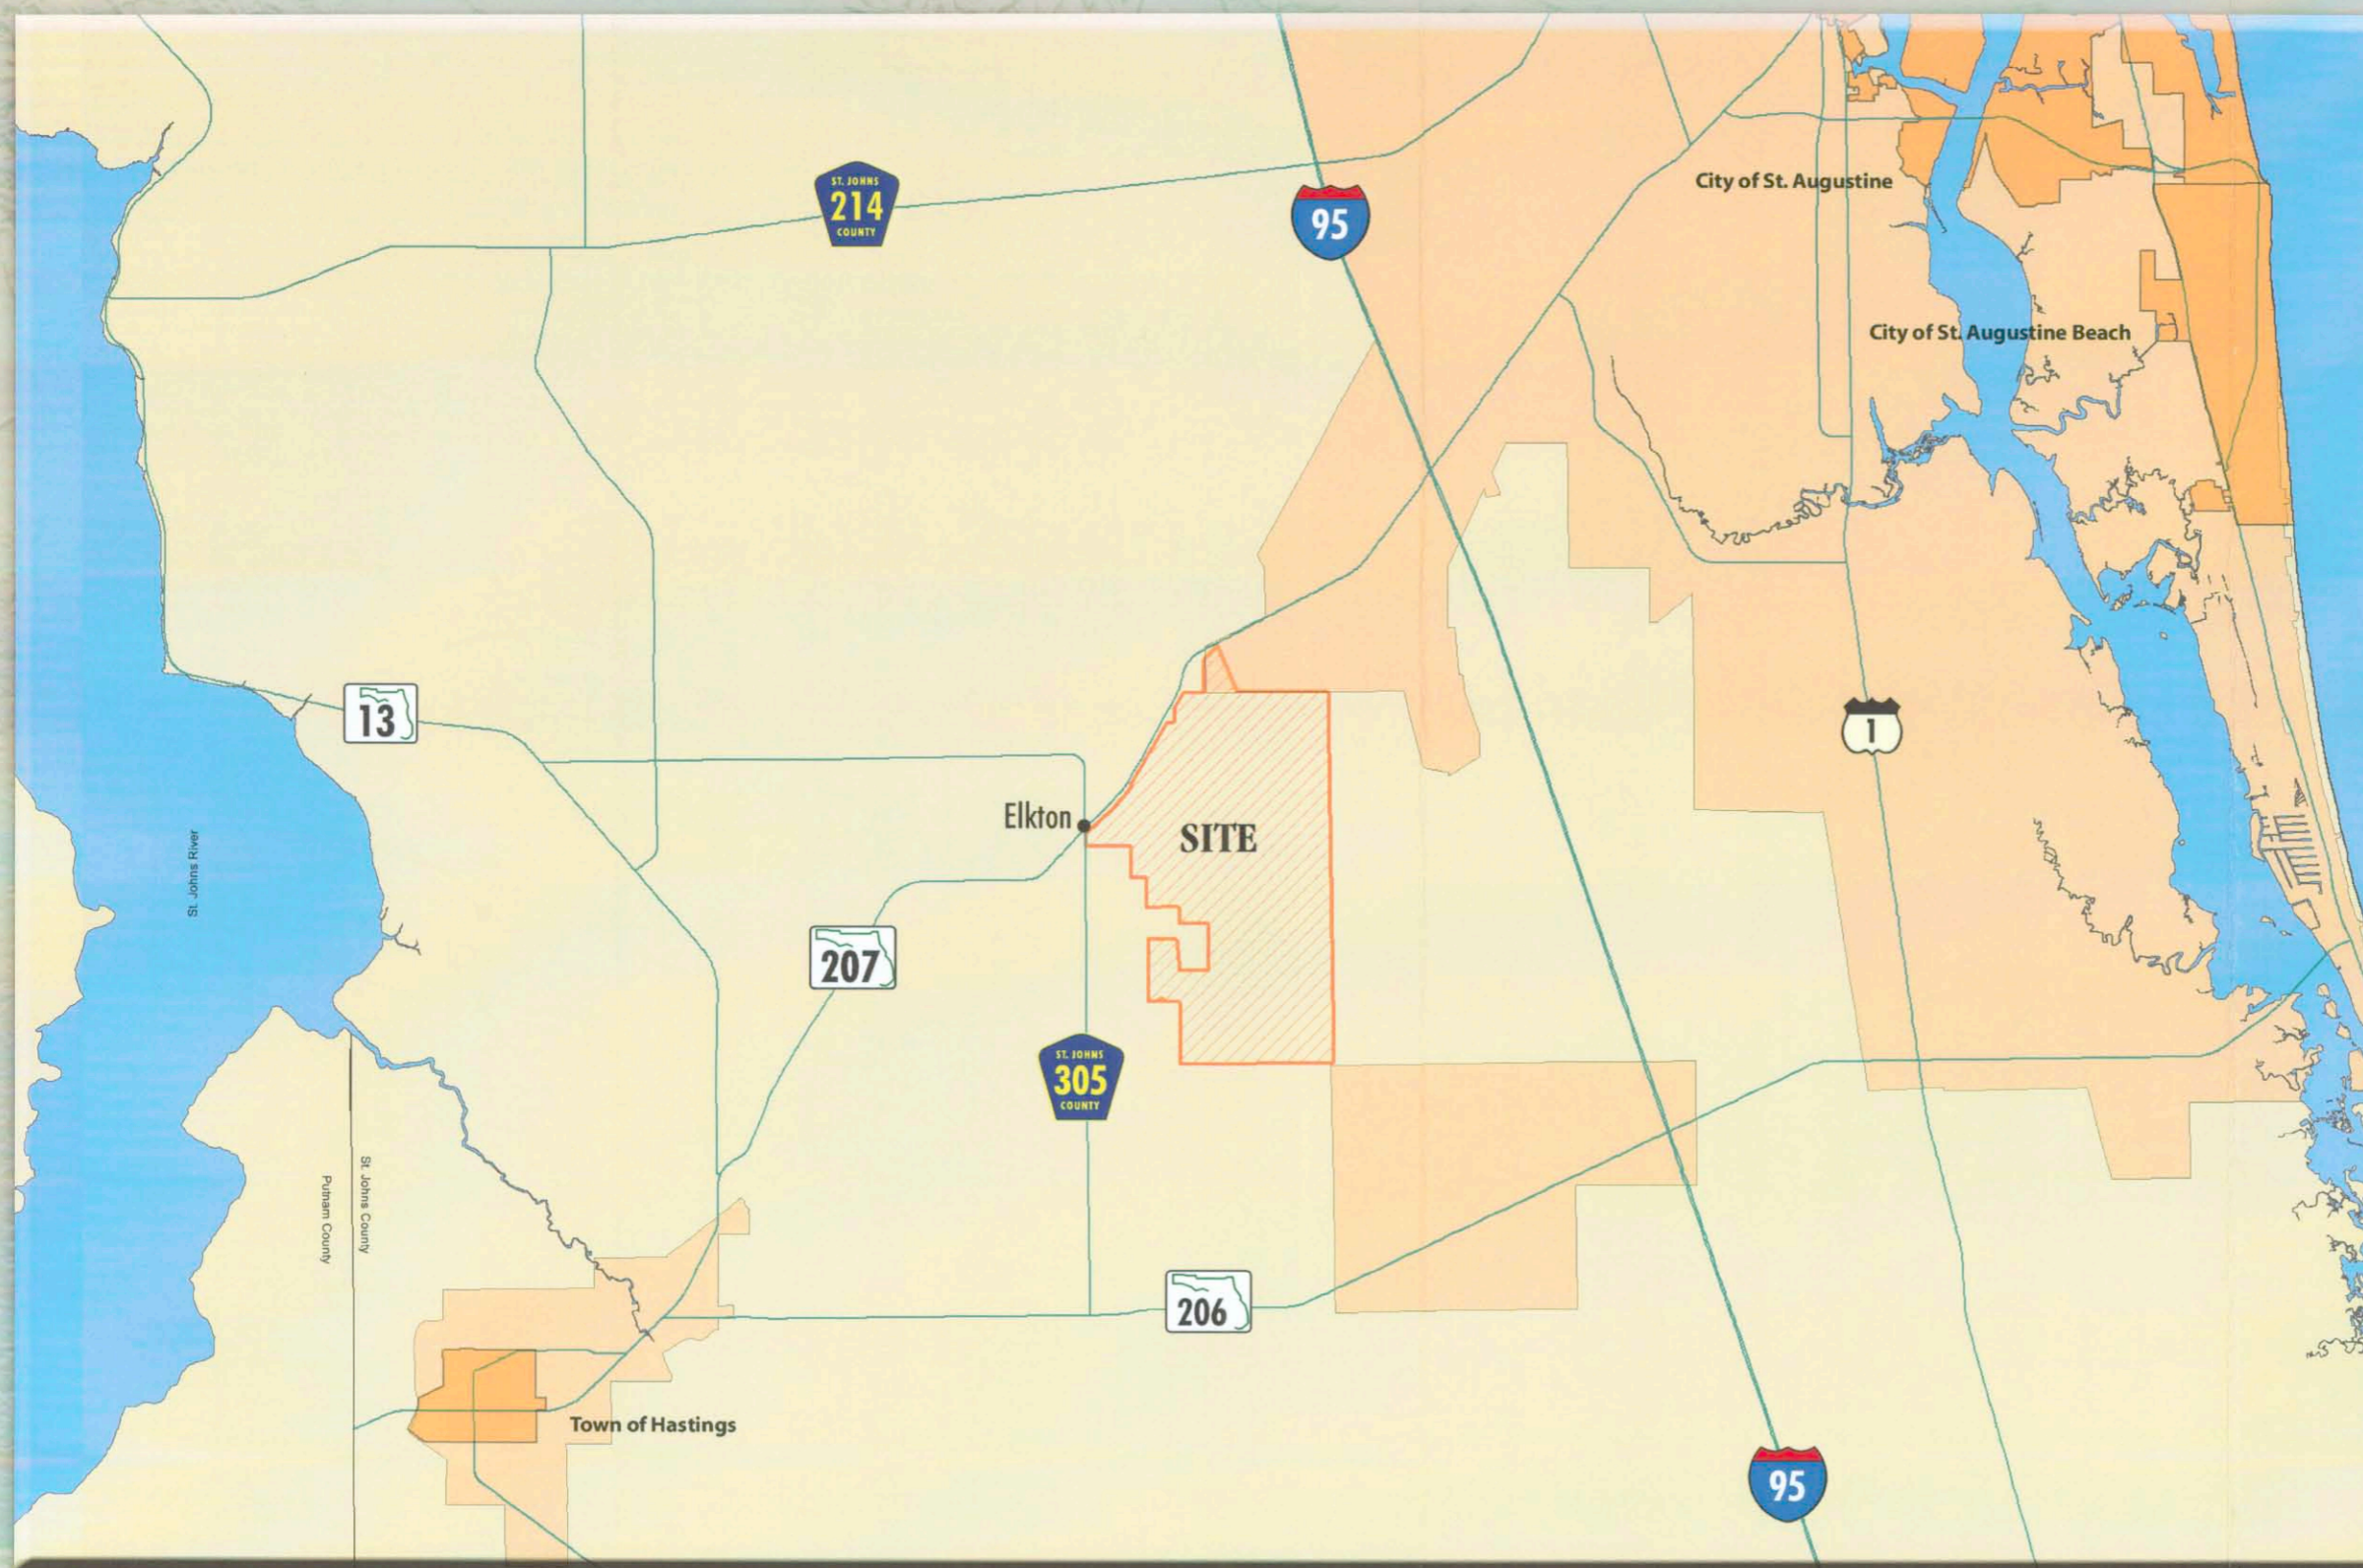 ST. JOHNS
214
COUNTY
95
City of St. Augustine
City of St. Augustine Beach
13
1
Elkton
SITE
St. Johns River
207
ST. JOHNS
305
COUNTY
St. Johns County
Putnam County
206
Town of Hastings
95